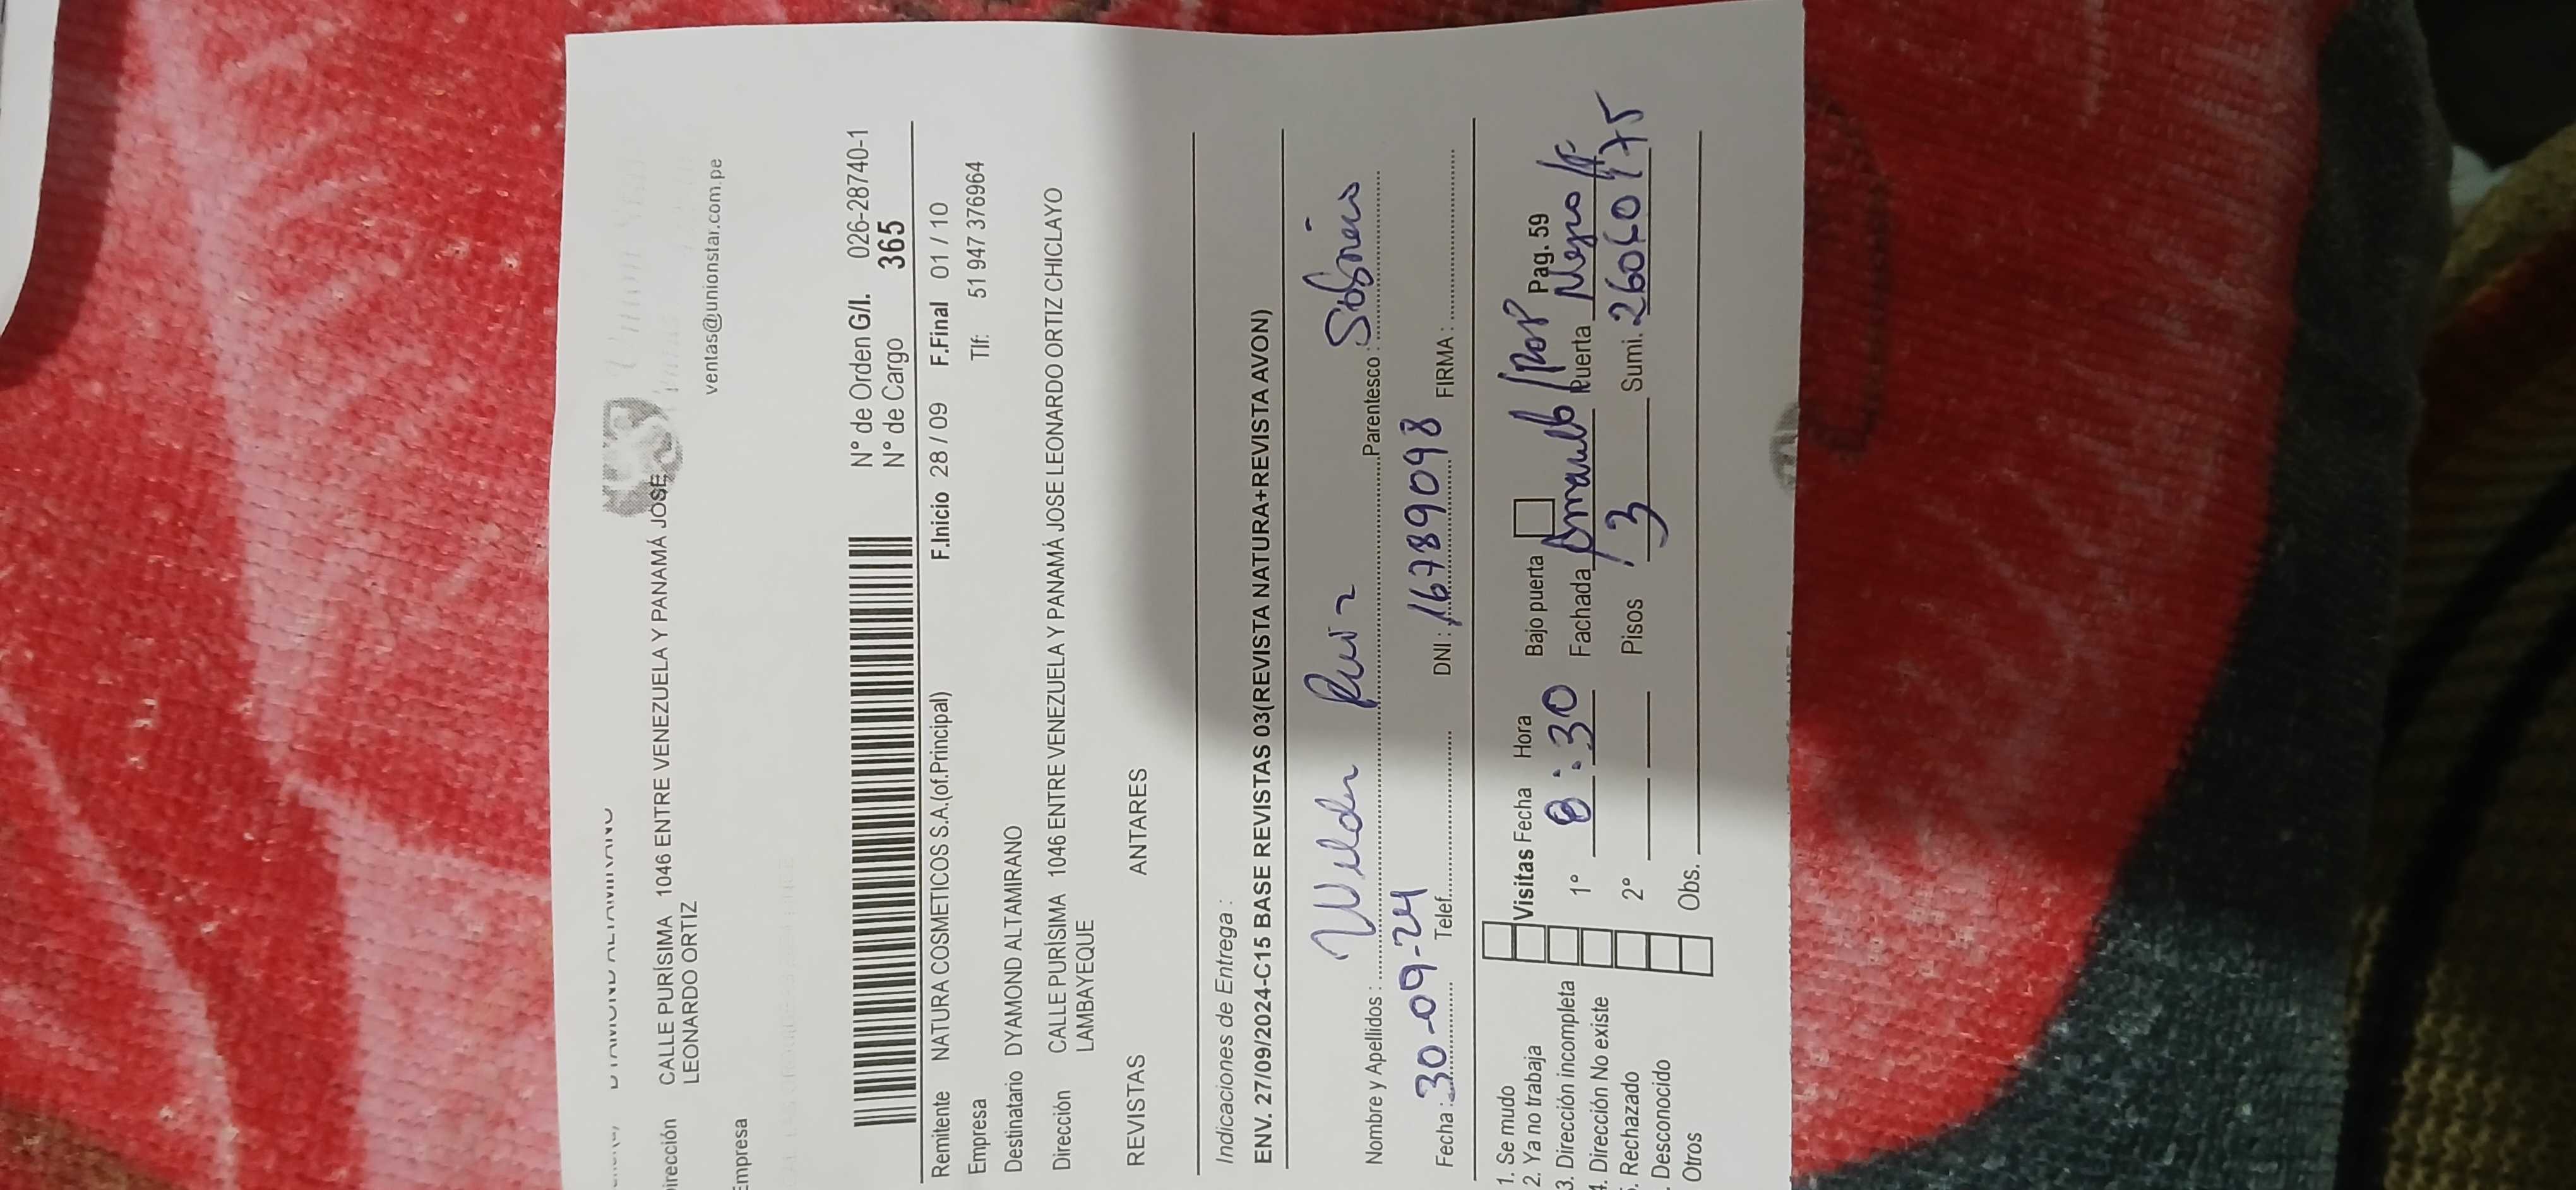 Dirección CALLE PURÍSIMA 1046 ENTRE VENEZUELA Y PANAMÁ JOSE
LEONARDO ORTIZ
ventas@unionstar.com.pe
Empresa
N° de Orden G/I. 026-28740-1
N° de Cargo 365
Remitente NATURA COSMETICOS S.A.(of.Principal) F.Inicio 28 / 09 F.Final 01 / 10
Empresa Tlf: 51 947 376964
Destinatario DYAMOND ALTAMIRANO
Dirección CALLE PURÍSIMA 1046 ENTRE VENEZUELA Y PANAMÁ JOSE LEONARDO ORTIZ CHICLAYO
LAMBAYEQUE
REVISTAS ANTARES
Indicaciones de Entrega :
ENV. 27/09/2024-C15 BASE REVISTAS 03(REVISTA NATURA+REVISTA AVON)
Nombre y Apellidos : Wilder Parentesco : Sobrino
Fecha : 30-09-24 Telef. DNI : 16789098 FIRMA :
1. Se mudo Visitas Fecha Hora Bajo puerta Pag. 59
2. Ya no trabaja 1° 8:30 Fachada Puerta Negro
3. Dirección incompleta 2° Pisos 3 Sumi.
4. Dirección No existe Obs.
. Rechazado
. Desconocido
Otros